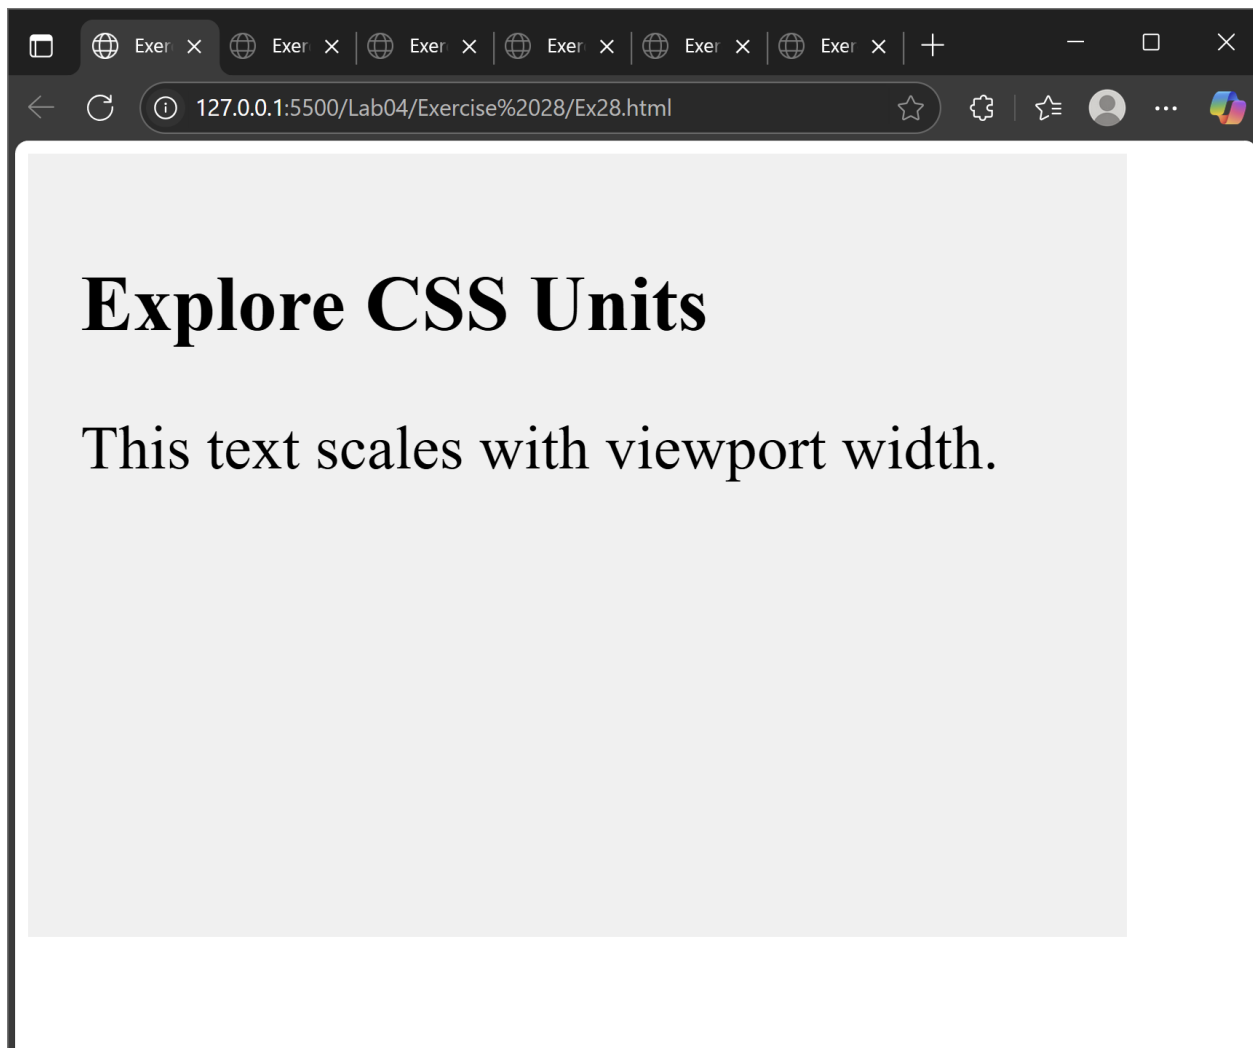 Exer Exer Exer Exer Exer Exer
127.0.0.1:5500/Lab04/Exercise%2028/Ex28.html
Explore CSS Units
This text scales with viewport width.